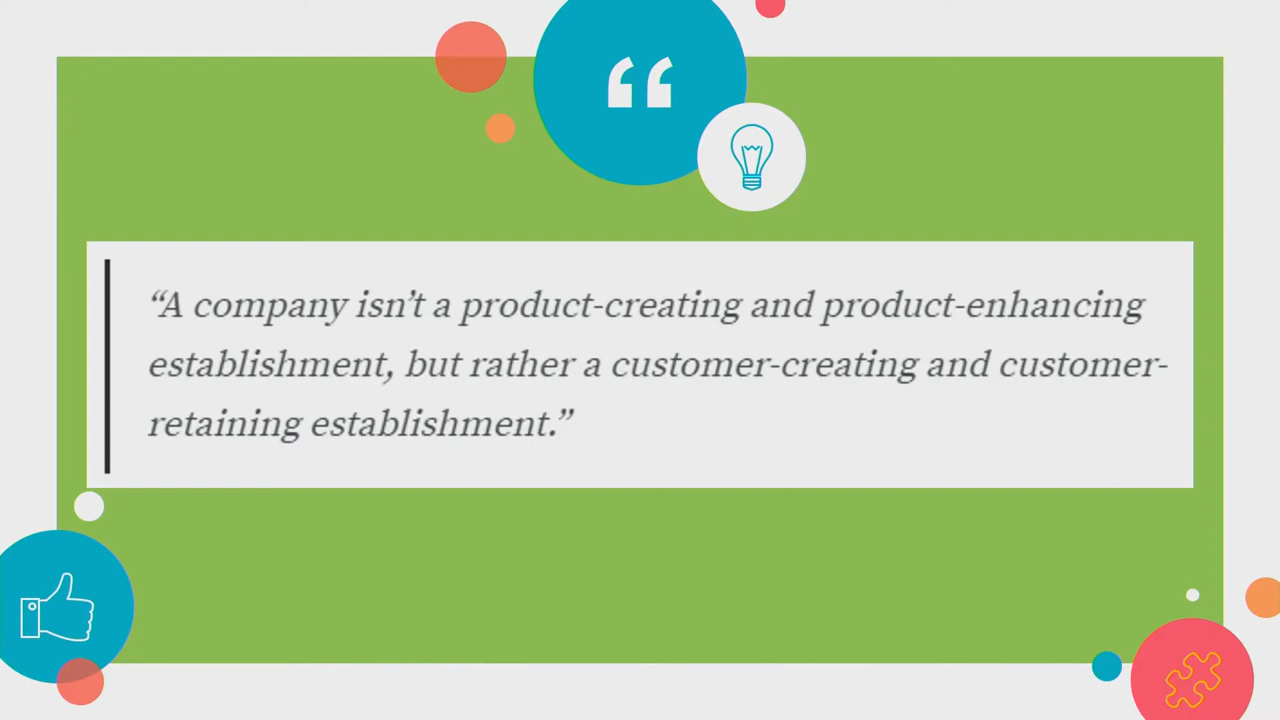 “
“A company isn’t a product-creating and product-enhancing
establishment, but rather a customer-creating and customer-
retaining establishment.”